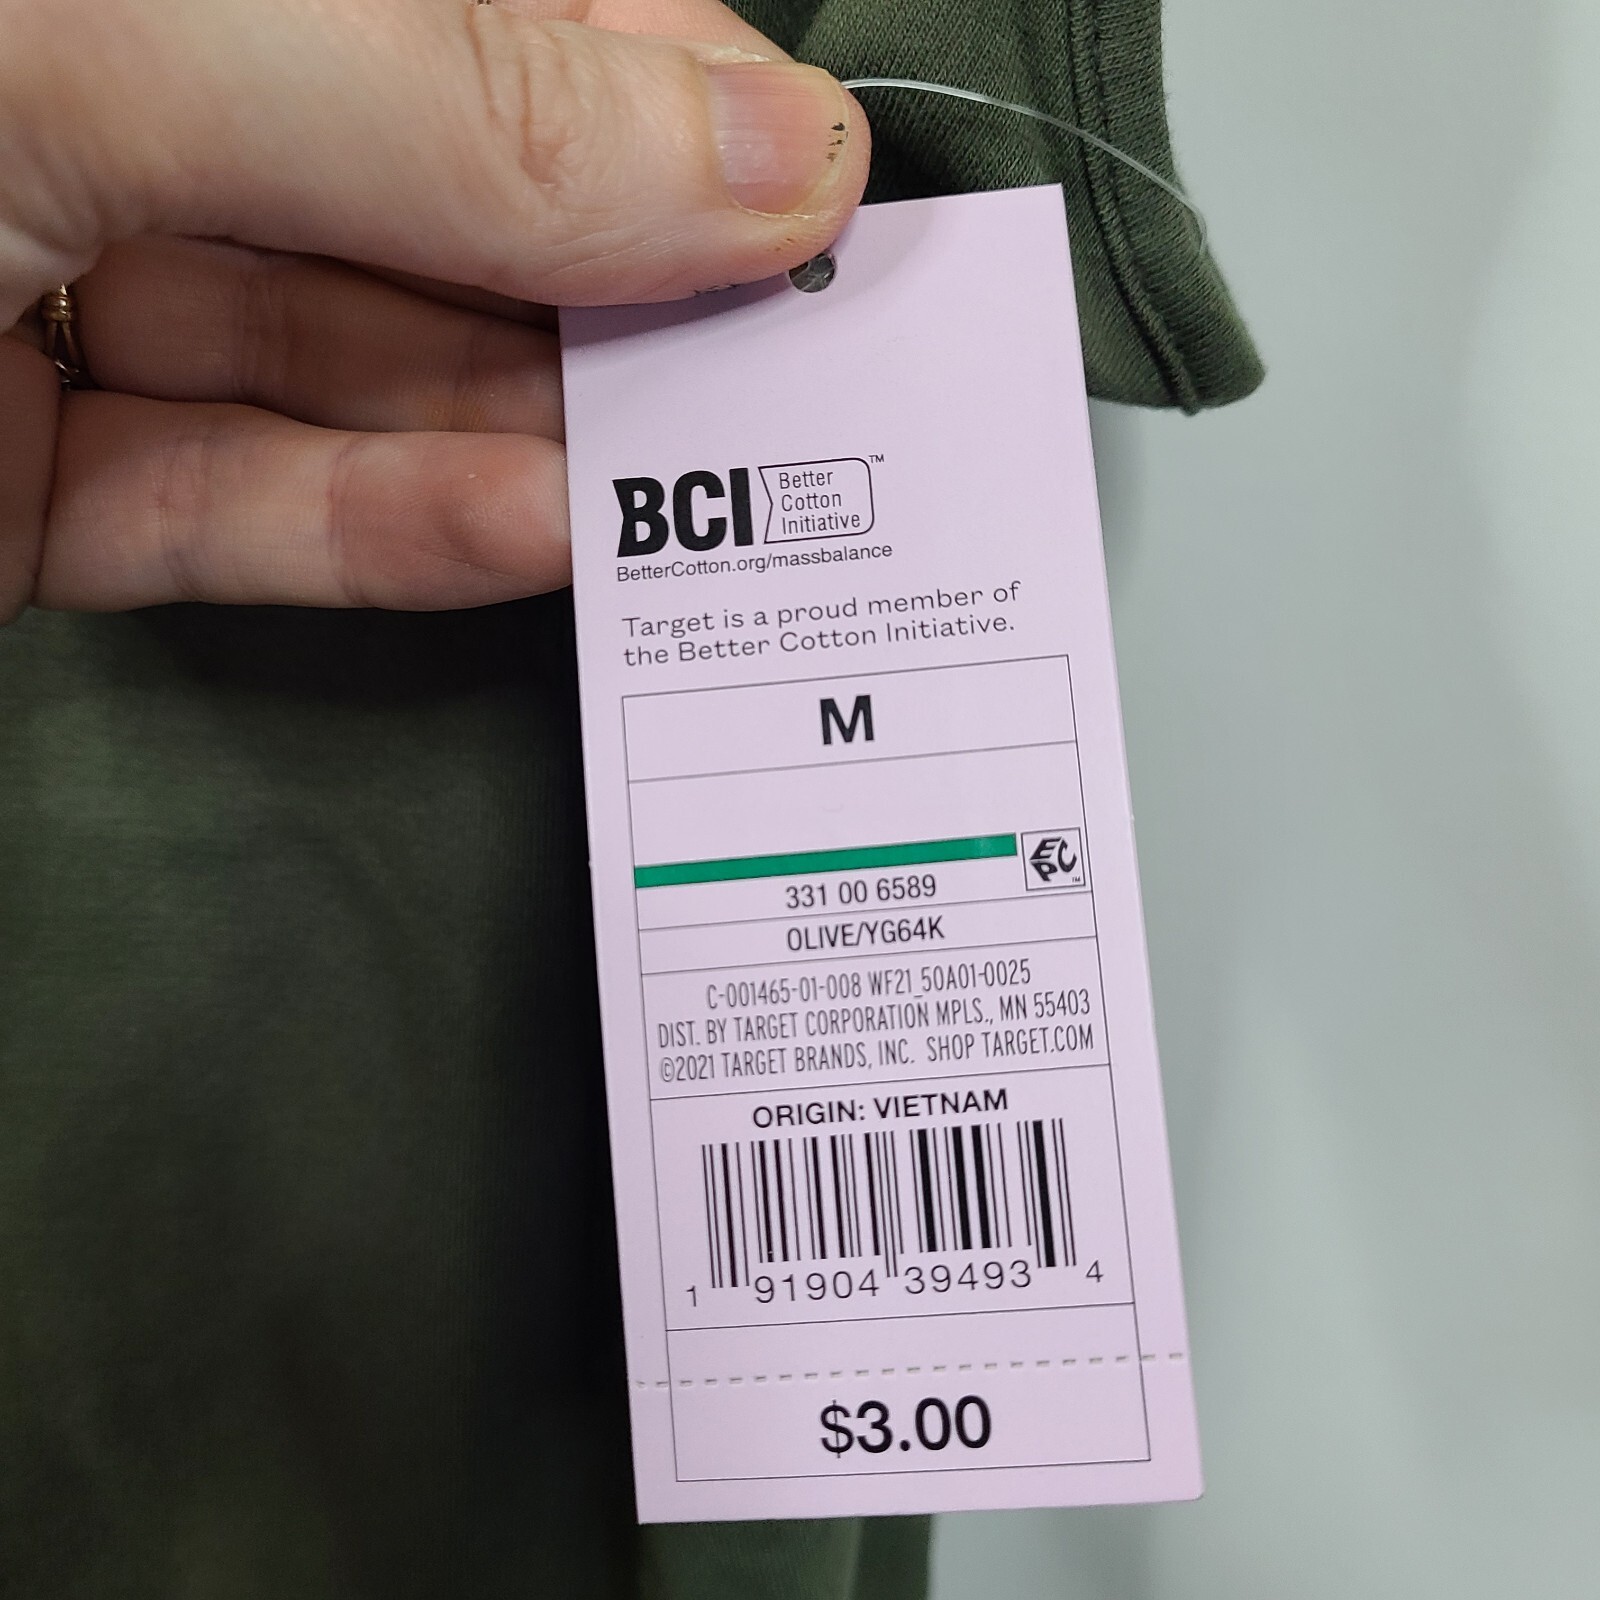 BCI
Better
Cotton
Initiative
™
BetterCotton.org/massbalance
Target is a proud member of
the Better Cotton Initiative.
M
EPC
™
331 00 6589
OLIVE/YG64K
C-001465-01-008 WF21_50A01-0025
DIST. BY TARGET CORPORATION MPLS., MN 55403
©2021 TARGET BRANDS, INC. SHOP TARGET.COM
ORIGIN: VIETNAM
1 91904 39493 4
$3.00